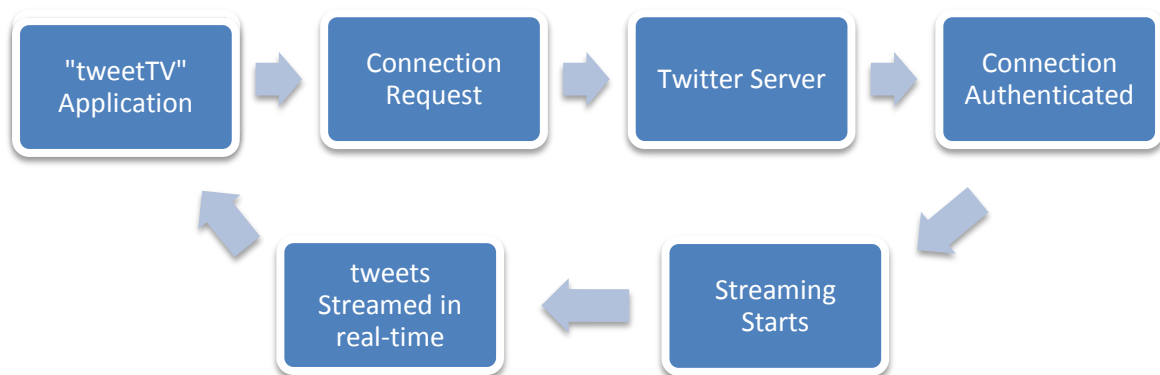 "tweetTV"
Application
Connection
Request
Twitter Server
Connection
Authenticated
tweets
Streamed in
real-time
Streaming
Starts